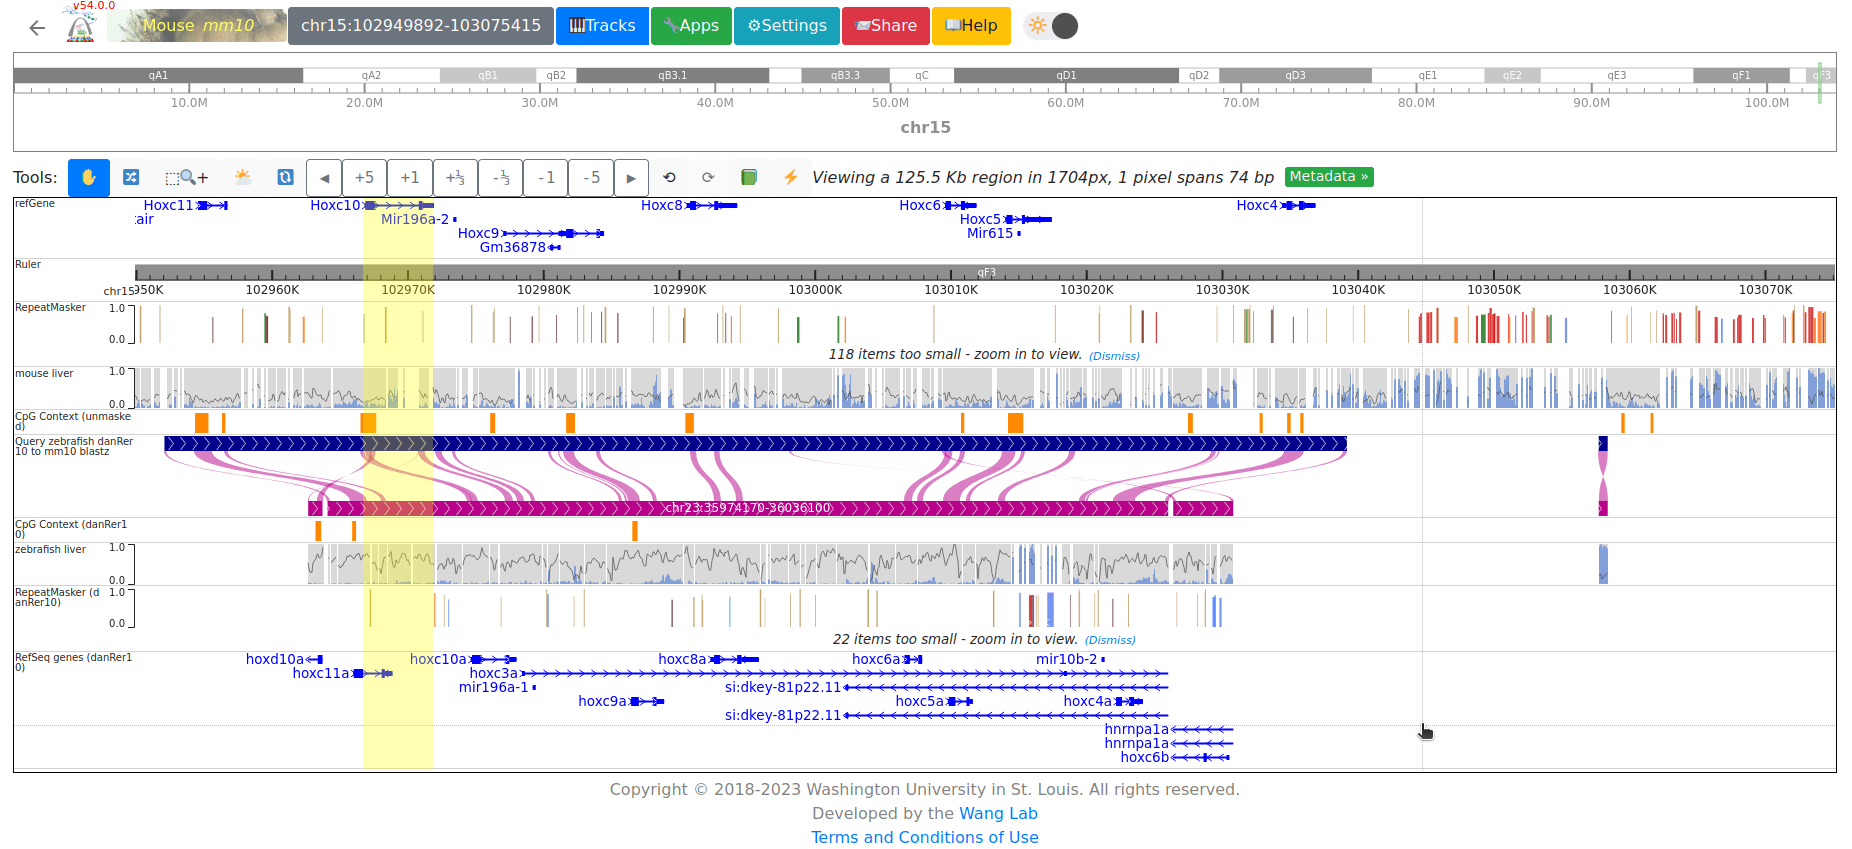 v54.0.0
Mouse mm10 chr15:102949892-103075415 Tracks Apps Settings Share Help
qA1 qA2 qB1 qB2 qB3.1 qB3.3 qC qD1 qD2 qD3 qE1 qE2 qE3 qF1 qF3
10.0M 20.0M 30.0M 40.0M 50.0M 60.0M 70.0M 80.0M 90.0M 100.0M
chr15
Tools: +5 +1 +⅓ -⅓ -1 -5 Viewing a 125.5 Kb region in 1704px, 1 pixel spans 74 bp Metadata »
refGene Hoxc11 Hoxc10 Hoxc8 Hoxc6 Hoxc4
air Mir196a-2 Hoxc5
Hoxc9 Mir615
Gm36878
Ruler qF3
chr15 950K 102960K 102970K 102980K 102990K 103000K 103010K 103020K 103030K 103040K 103050K 103060K 103070K
RepeatMasker 1.0
0.0
118 items too small - zoom in to view. (Dismiss)
mouse liver 1.0
0.0
CpG Context (unmaske
d)
Query zebrafish danRer
10 to mm10 blastz
chr23:35974170-36036100
CpG Context (danRer1
0)
zebrafish liver 1.0
0.0
RepeatMasker (d 1.0
anRer10)
0.0
22 items too small - zoom in to view. (Dismiss)
RefSeq genes (danRer1
0)
hoxd10a hoxc10a hoxc8a hoxc6a mir10b-2
hoxc11a hoxc3a
mir196a-1 si:dkey-81p22.11
hoxc9a hoxc5a hoxc4a
si:dkey-81p22.11
hnrnpa1a
hnrnpa1a
hoxc6b
Copyright © 2018-2023 Washington University in St. Louis. All rights reserved.
Developed by the Wang Lab
Terms and Conditions of Use